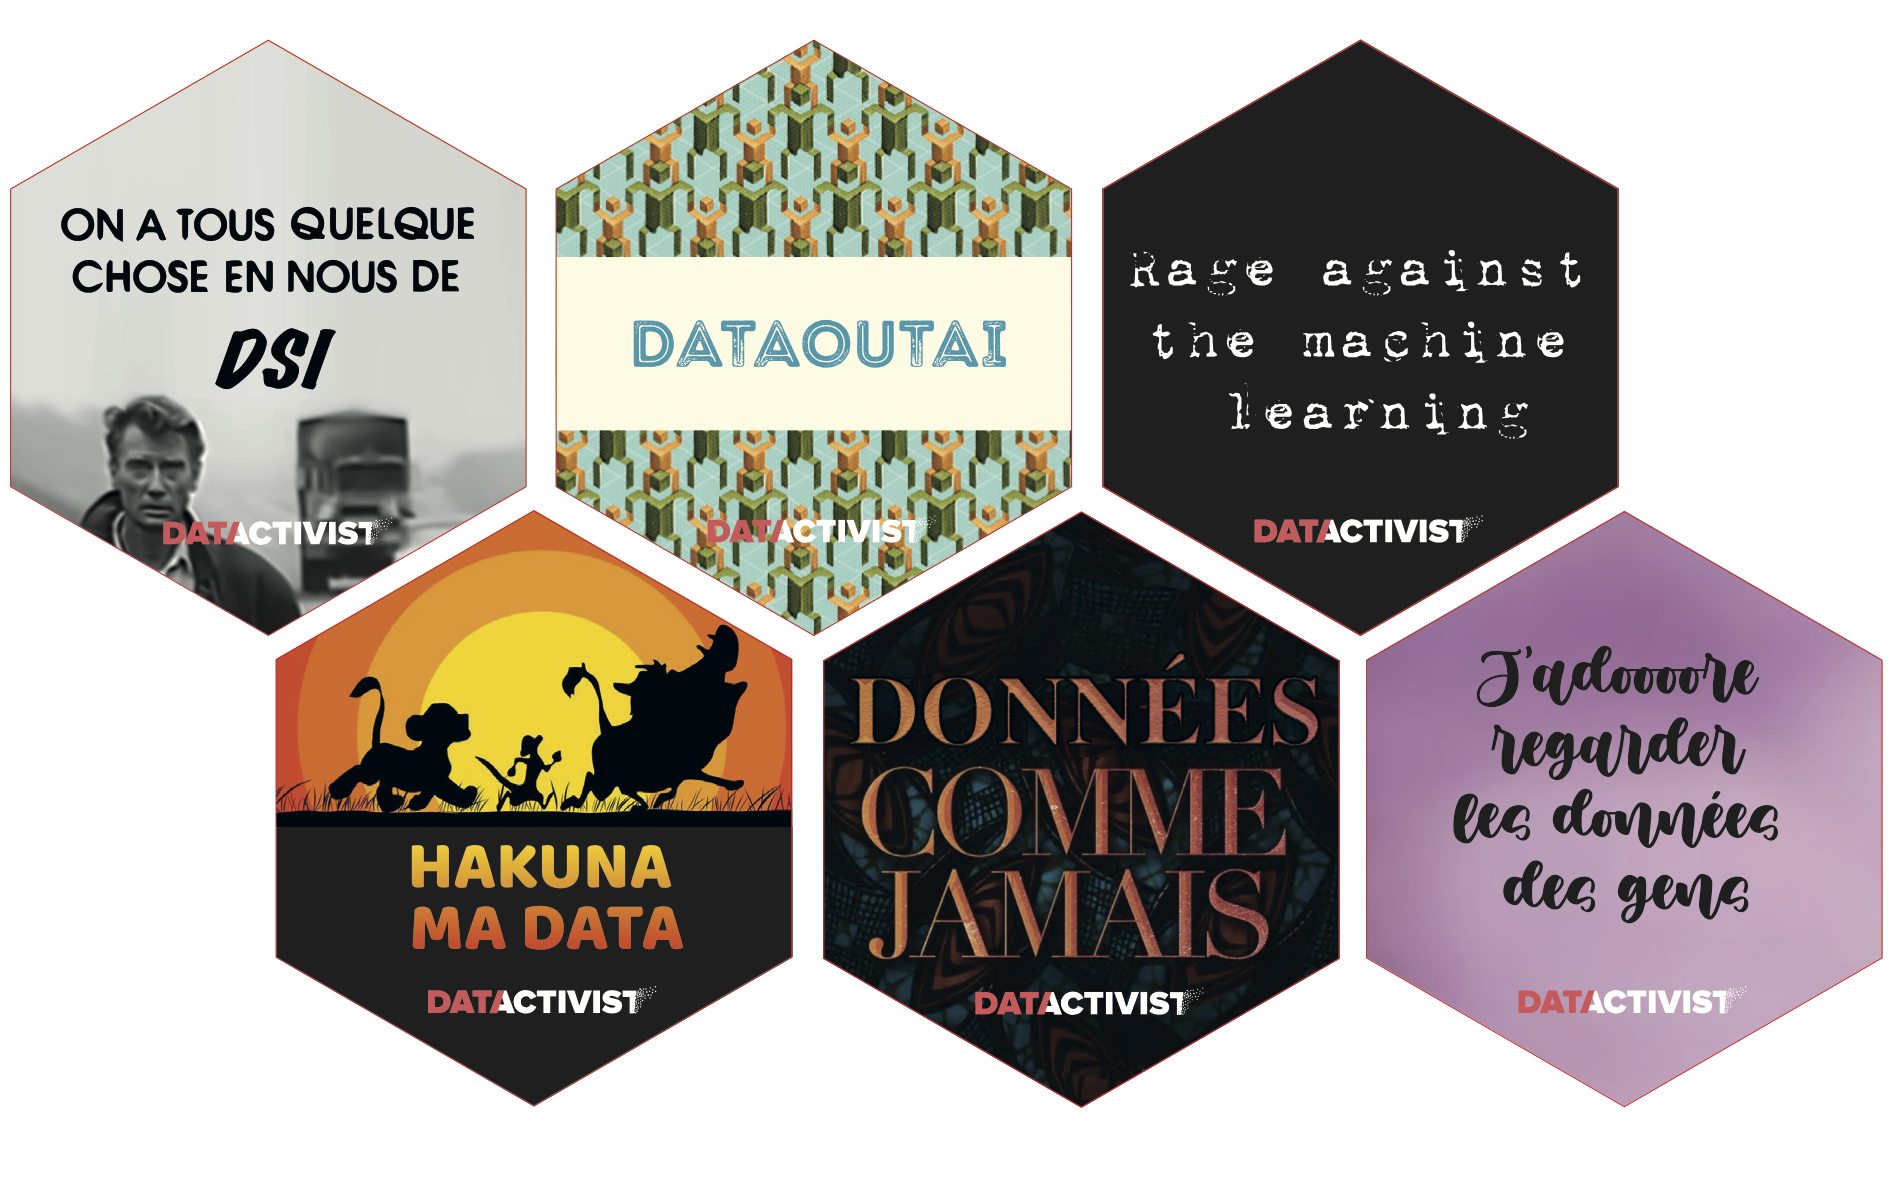 ON A TOUS QUELQUE
CHOSE EN NOUS DE
DSI
DATACTIVIST
DATAOUTAI
DATACTIVIST
Rage against
the machine
learning
DATACTIVIST
HAKUNA
MA DATA
DATACTIVIST
DONNÉES
COMME
JAMAIS
DATACTIVIST
J'adoooore
regarder
les données
des gens
DATACTIVIST